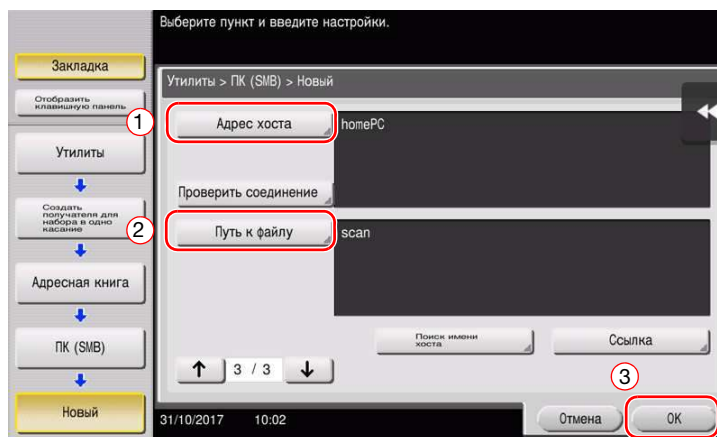 Выберите пункт и введите настройки.
Закладка
Отобразить
клавишную панель
Утилиты
Создать
получателя для
набора в одно
касание
Адресная книга
ПК (SMB)
Новый
Утилиты > ПК (SMB) > Новый
1
Адрес хоста
homePC
Проверить соединение
2
Путь к файлу
scan
Поиск имени
хоста
Ссылка
3 / 3
3
31/10/2017 10:02
Отмена
OK